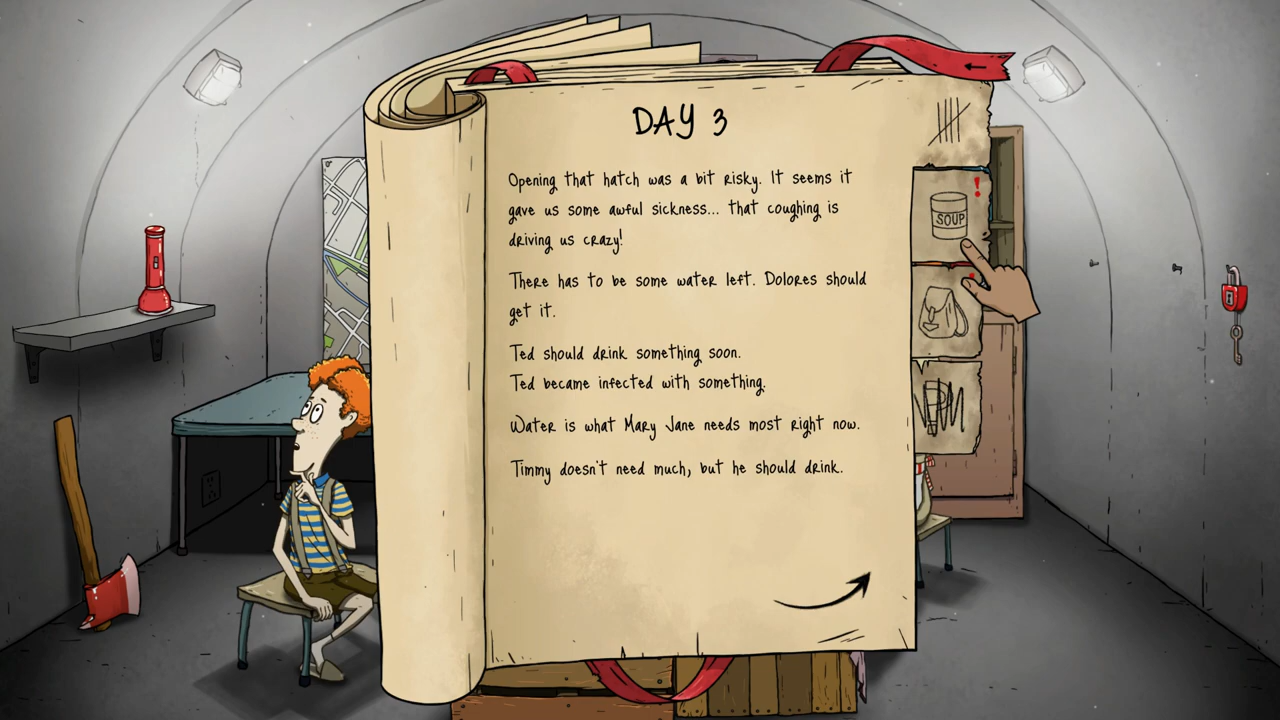 DAY 3
Opening that hatch was a bit risky. It seems it
gave us some awful sickness... that coughing is
driving us crazy!
There has to be some water left. Dolores should
get it.
Ted should drink something soon.
Ted became infected with something.
Water is what Mary Jane needs most right now.
Timmy doesn't need much, but he should drink.
!
SOUP